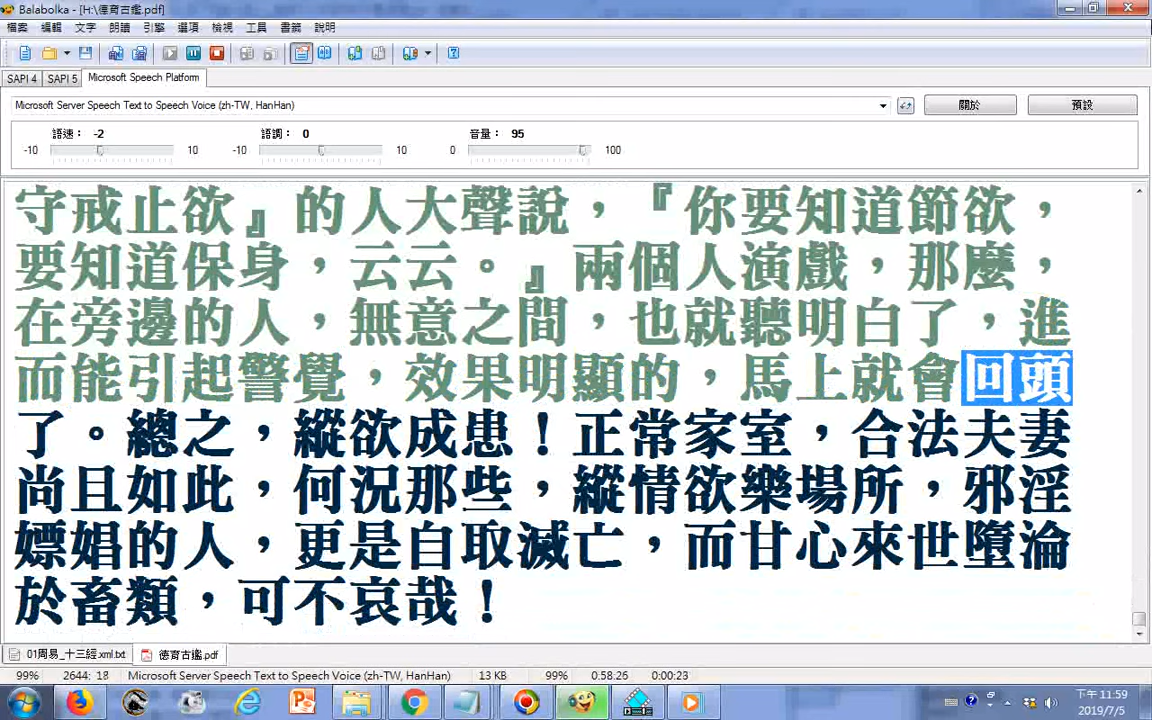 Balabolka - [H:\德育古鑑.pdf]
檔案 編輯 文字 朗讀 引擎 選項 檢視 工具 書籤 說明
SAPI 4 SAPI 5 Microsoft Speech Platform
Microsoft Server Speech Text to Speech Voice (zh-TW, HanHan) 關於 預設
語速： -2 語調： 0 音量： 95
-10 10 -10 10 0 100
守戒止欲』的人大聲說，『你要知道節欲，
要知道保身，云云。』兩個人演戲，那麼，
在旁邊的人，無意之間，也就聽明白了，進
而能引起警覺，效果明顯的，馬上就會回頭
了。總之，縱欲成患！正常家室，合法夫妻
尚且如此，何況那些，縱情欲樂場所，邪淫
嫖娼的人，更是自取滅亡，而甘心來世墮淪
於畜類，可不哀哉！
01周易_十三經.xml.txt 德育古鑑.pdf
99% 2644: 18 Microsoft Server Speech Text to Speech Voice (zh-TW, HanHan) 13 KB 99% 0:58:26 0:00:23
下午 11:59
2019/7/5